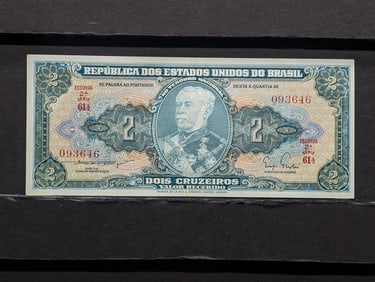 2 REPÚBLICA DOS ESTADOS UNIDOS DO BRASIL 2
SE PAGARÁ AO PORTADOR DESTA A QUANTIA DE
NO TESOURO NACIONAL
ESTAMPA
2ª
SÉRIE
61ª
093646
2 2
093646
ESTAMPA
2ª
SÉRIE
61ª
2 DOIS CRUZEIROS 2
VALOR RECEBIDO